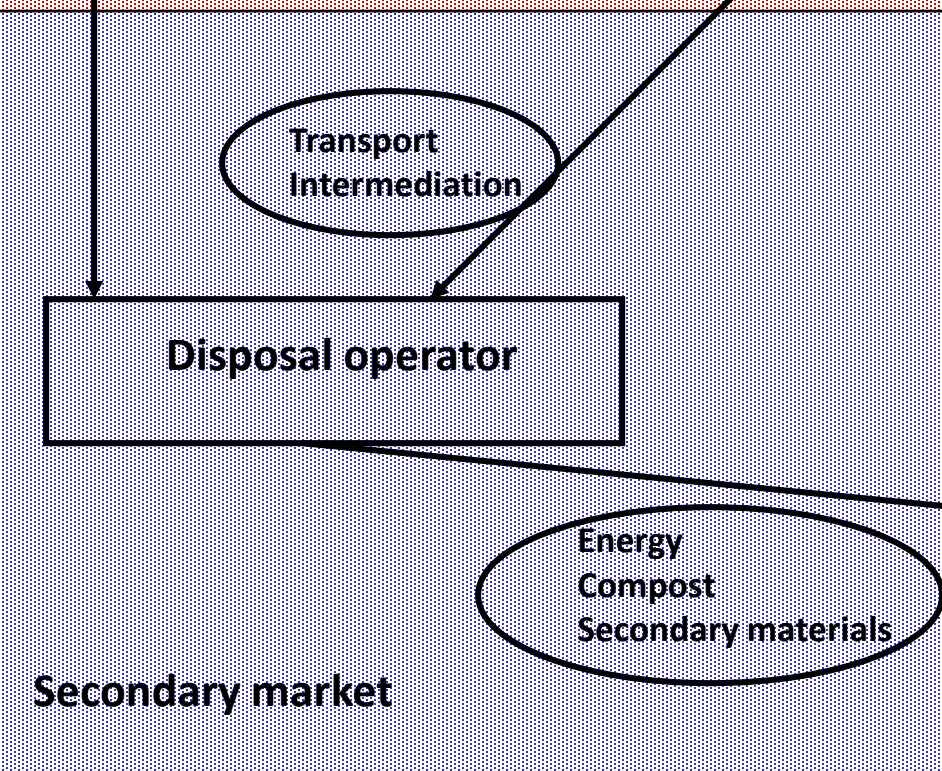 Transport
Intermediation
Disposal operator
Energy
Compost
Secondary materials
Secondary market